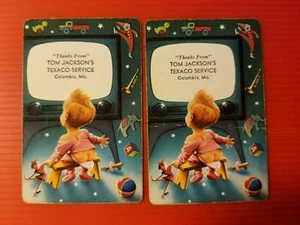 "Thanks From"
TOM JACKSON'S
TEXACO SERVICE
Columbia, Mo.
"Thanks From"
TOM JACKSON'S
TEXACO SERVICE
Columbia, Mo.